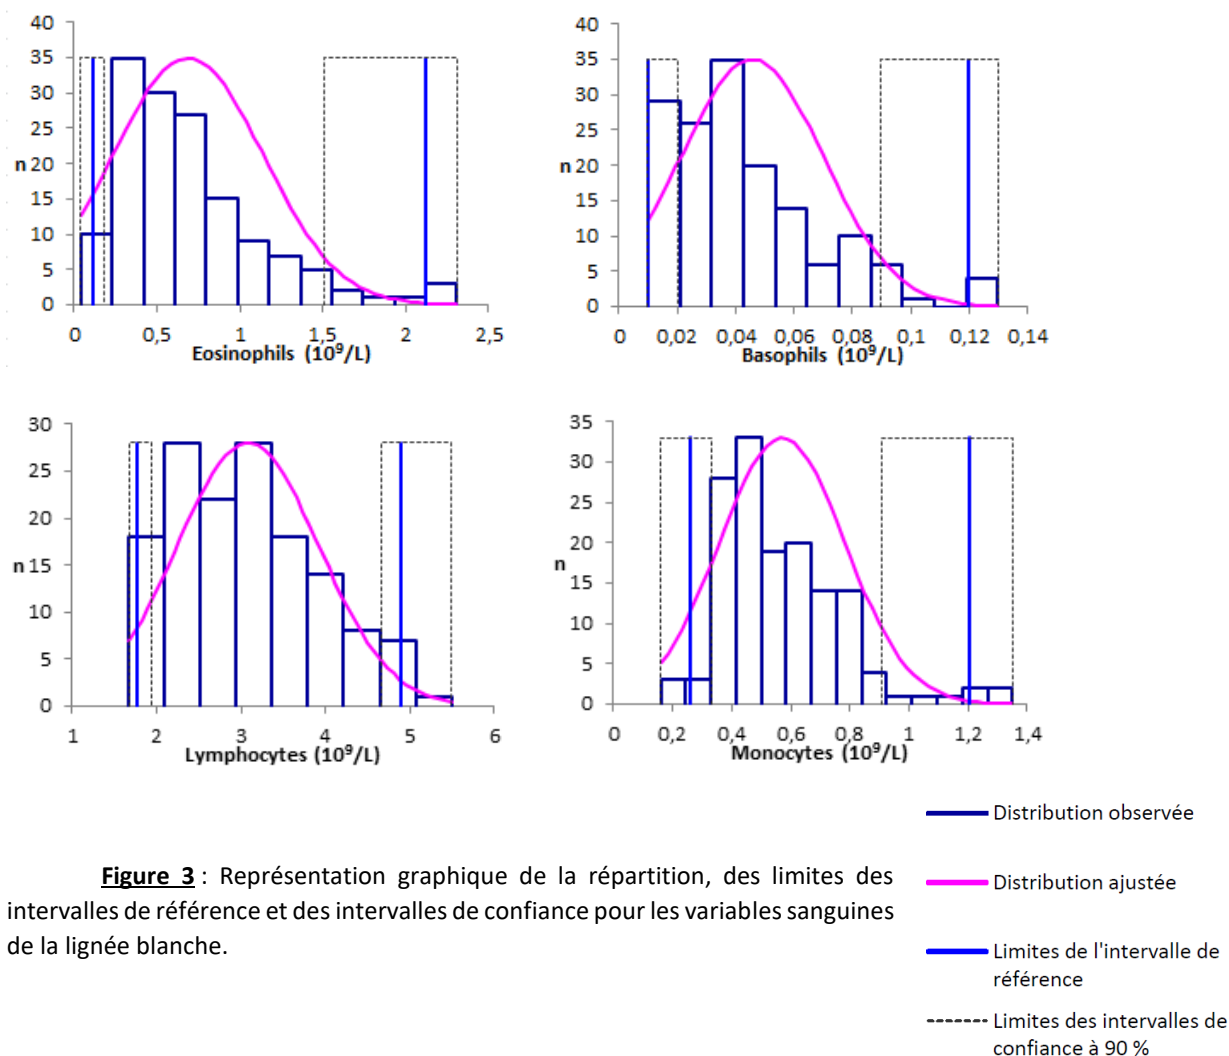 40
35
30
25
n 20
15
10
5
0
0 0,5 1 1,5 2 2,5
Eosinophils (10⁹/L)
40
35
30
25
n 20
15
10
5
0
0 0,02 0,04 0,06 0,08 0,1 0,12 0,14
Basophils (10⁹/L)
30
25
20
n 15
10
5
0
1 2 3 4 5 6
Lymphocytes (10⁹/L)
35
30
25
20
n
15
10
5
0
0 0,2 0,4 0,6 0,8 1 1,2 1,4
Monocytes (10⁹/L)
Distribution observée
Distribution ajustée
Limites de l'intervalle de
référence
Limites des intervalles de
confiance à 90 %
Figure 3 : Représentation graphique de la répartition, des limites des
intervalles de référence et des intervalles de confiance pour les variables sanguines
de la lignée blanche.